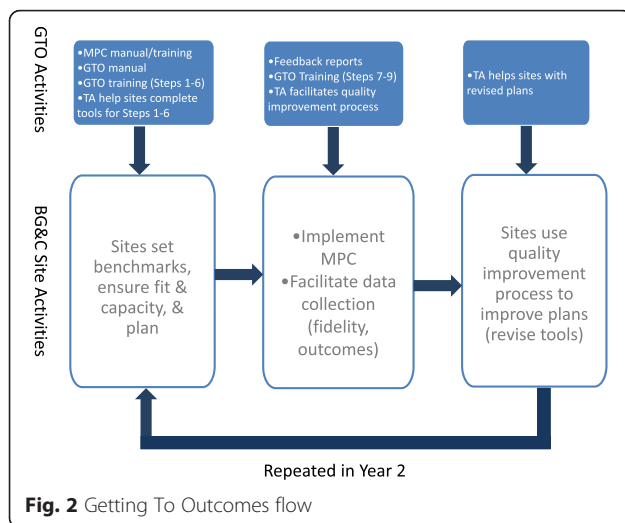 GTO Activities
•MPC manual/training
•GTO manual
•GTO training (Steps 1-6)
•TA help sites complete
tools for Steps 1-6
•Feedback reports
•GTO Training (Steps 7-9)
•TA facilitates quality
improvement process
•TA helps sites with
revised plans
BG&C Site Activities
Sites set
benchmarks,
ensure fit &
capacity, &
plan
•Implement
MPC
•Facilitate data
collection
(fidelity,
outcomes)
Sites use
quality
improvement
process to
improve plans
(revise tools)
Repeated in Year 2
Fig. 2 Getting To Outcomes flow